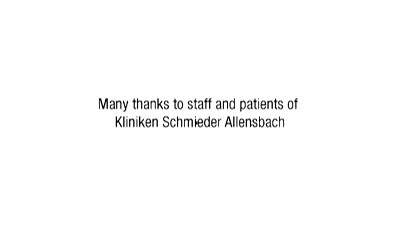 Many thanks to staff and patients of
Kliniken Schmieder Allensbach